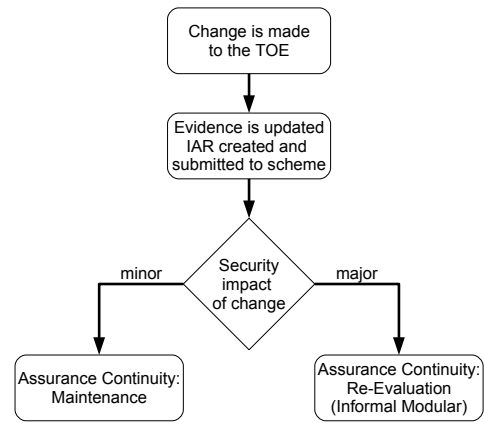 Change is made
to the TOE
Evidence is updated
IAR created and
submitted to scheme
minor
Security
impact
of change
major
Assurance Continuity:
Maintenance
Assurance Continuity:
Re-Evaluation
(Informal Modular)